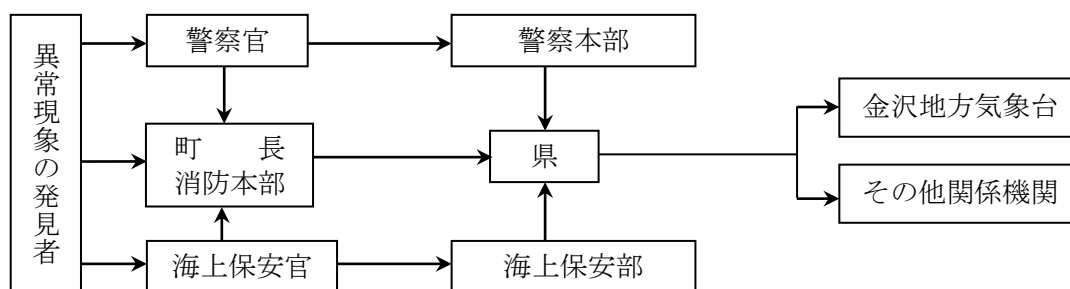 異常現象の発見者
警察官
警察本部
町　　長
消防本部
県
海上保安官
海上保安部
金沢地方気象台
その他関係機関